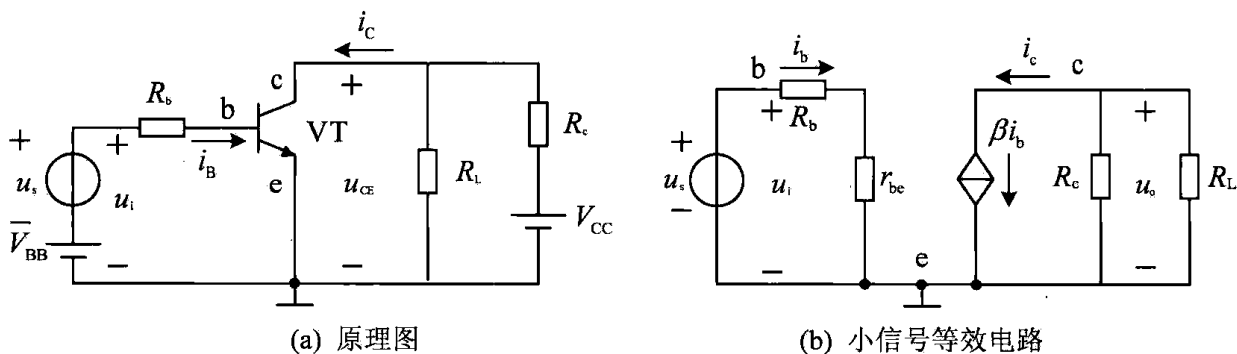 i_C
c
+
R_b
b
VT
R_c
+
+
i_B
e
u_s
u_i
u_CE
R_L
V_BB
V_CC
−
−
(a) 原理图
b
i_b
i_c
c
+
R_b
+
+
βi_b
u_s
u_i
r_be
R_c
u_o
R_L
−
−
e
−
(b) 小信号等效电路